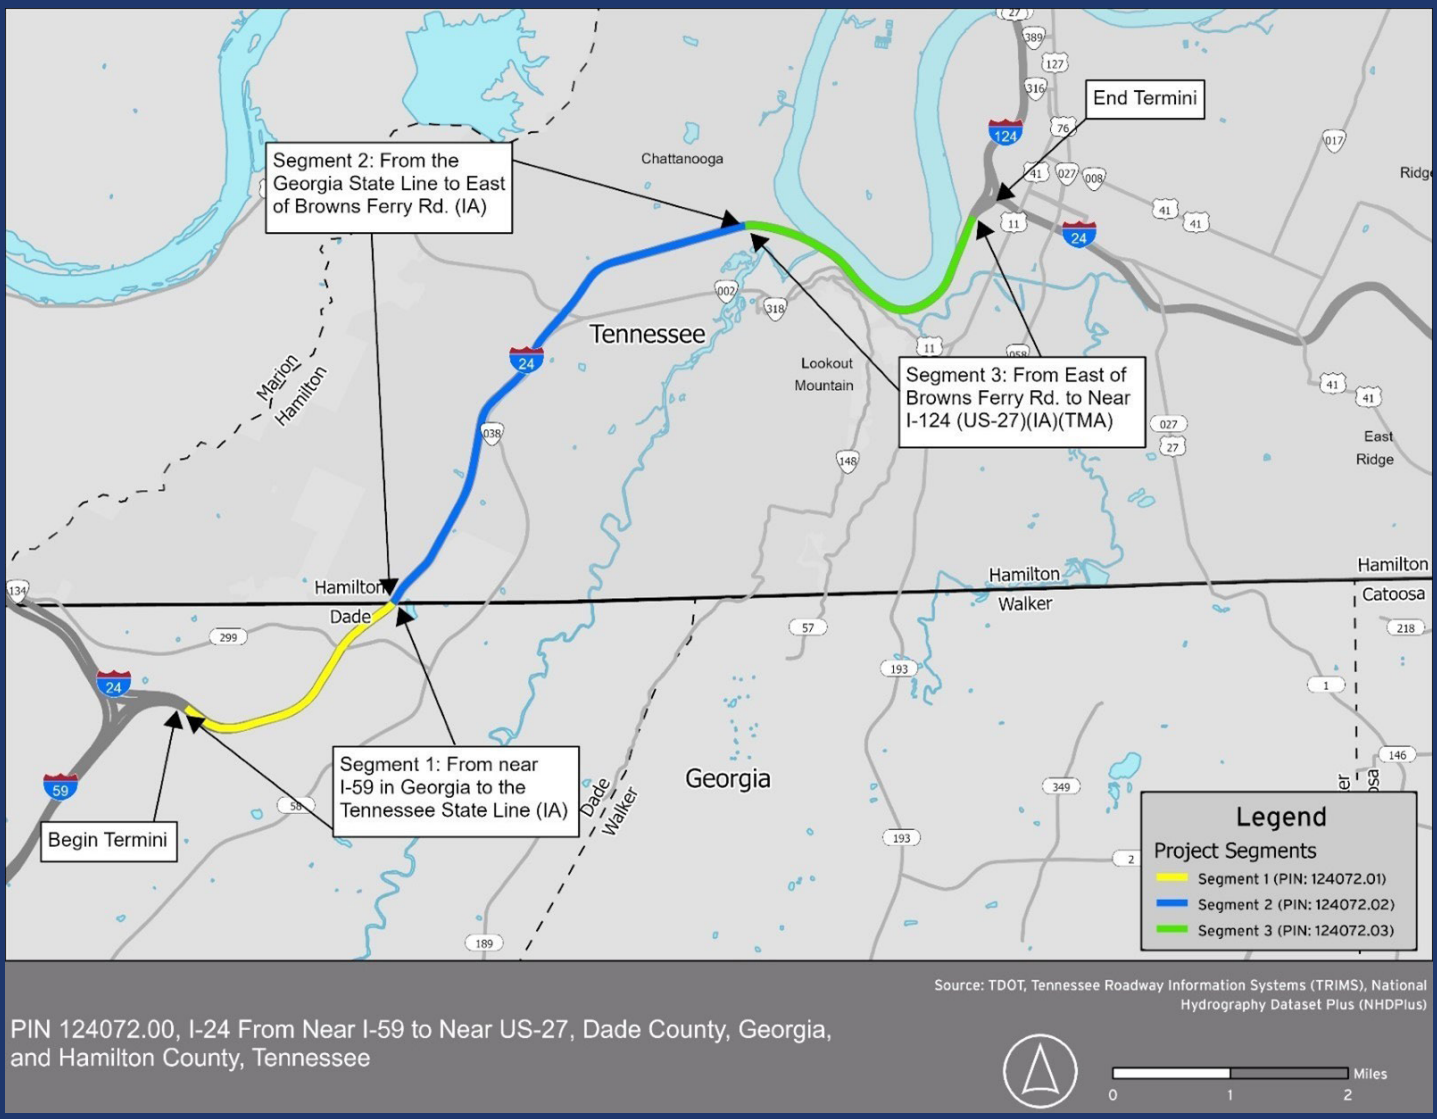 27
389
127
316
End Termini
124
76
017
Chattanooga
Segment 2: From the
Georgia State Line to East
of Browns Ferry Rd. (IA)
41
027
008
Ridge
41
41
11
24
002
318
Tennessee
Marion
Hamilton
24
11
058
Lookout
Mountain
Segment 3: From East of
Browns Ferry Rd. to Near
I-124 (US-27)(IA)(TMA)
41
41
038
027
27
East
Ridge
148
134
Hamilton
Dade
Hamilton
Walker
Hamilton
Catoosa
299
57
218
193
24
1
Segment 1: From near
I-59 in Georgia to the
Tennessee State Line (IA)
Georgia
146
59
58
Dade
Walker
349
er
osa
Begin Termini
193
2
189
Legend
Project Segments
Segment 1 (PIN: 124072.01)
Segment 2 (PIN: 124072.02)
Segment 3 (PIN: 124072.03)
Source: TDOT, Tennessee Roadway Information Systems (TRIMS), National
Hydrography Dataset Plus (NHDPlus)
PIN 124072.00, I-24 From Near I-59 to Near US-27, Dade County, Georgia,
and Hamilton County, Tennessee
Miles
0 1 2